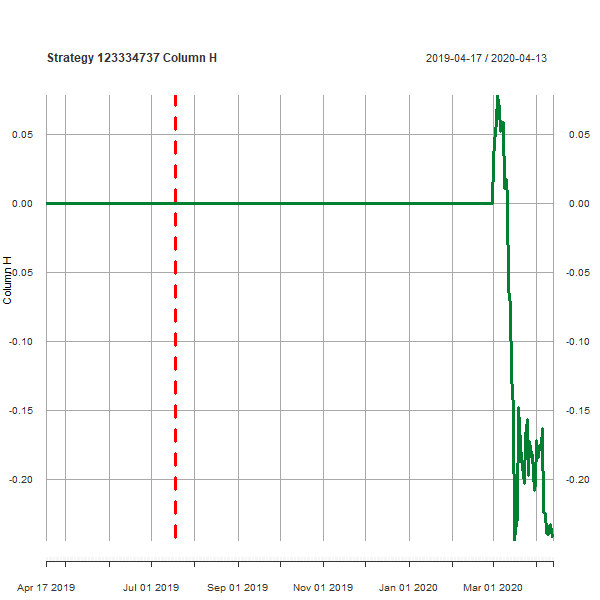 Strategy 123334737 Column H
2019-04-17 / 2020-04-13
0.05 0.05
0.00 0.00
-0.05 -0.05
-0.10 -0.10
-0.15 -0.15
-0.20 -0.20
Column H
Apr 17 2019 Jul 01 2019 Sep 01 2019 Nov 01 2019 Jan 01 2020 Mar 01 2020